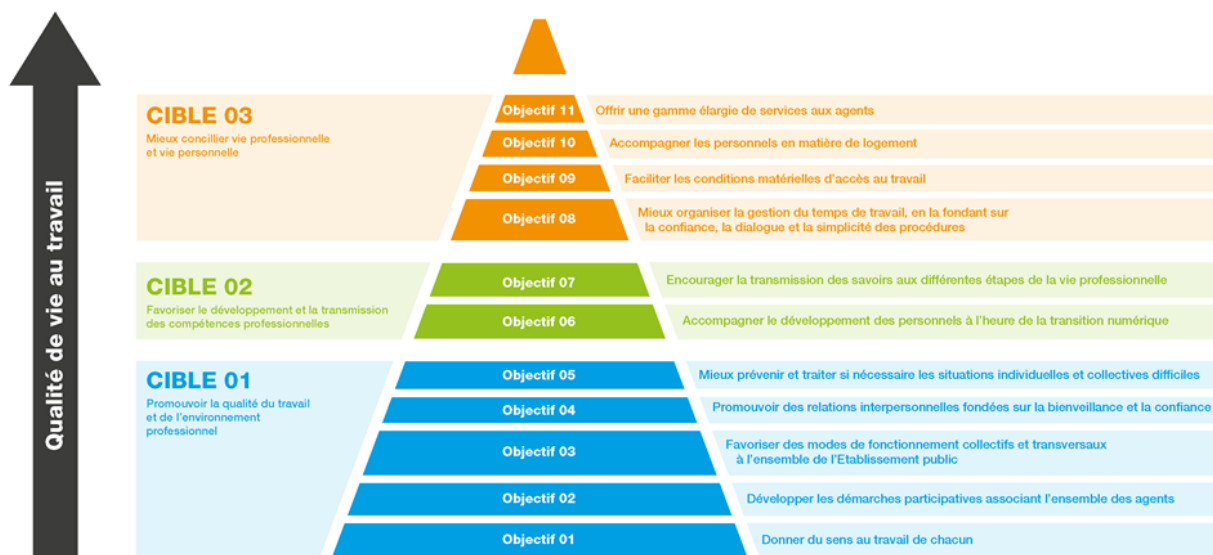 Qualité de vie au travail
CIBLE 03
Mieux concillier vie professionnelle
et vie personnelle
Objectif 11
Offrir une gamme élargie de services aux agents
Objectif 10
Accompagner les personnels en matière de logement
Objectif 09
Faciliter les conditions matérielles d'accès au travail
Objectif 08
Mieux organiser la gestion du temps de travail, en la fondant sur
la confiance, la dialogue et la simplicité des procédures
CIBLE 02
Favoriser le développement et la transmission
des compétences professionnelles
Objectif 07
Encourager la transmission des savoirs aux différentes étapes de la vie professionnelle
Objectif 06
Accompagner le développement des personnels à l'heure de la transition numérique
CIBLE 01
Promouvoir la qualité du travail
et de l'environnement
professionnel
Objectif 05
Mieux prévenir et traiter si nécessaire les situations individuelles et collectives difficiles
Objectif 04
Promouvoir des relations interpersonnelles fondées sur la bienveillance et la confiance
Objectif 03
Favoriser des modes de fonctionnement collectifs et transversaux
à l'ensemble de l'Etablissement public
Objectif 02
Développer les démarches participatives associant l'ensemble des agents
Objectif 01
Donner du sens au travail de chacun